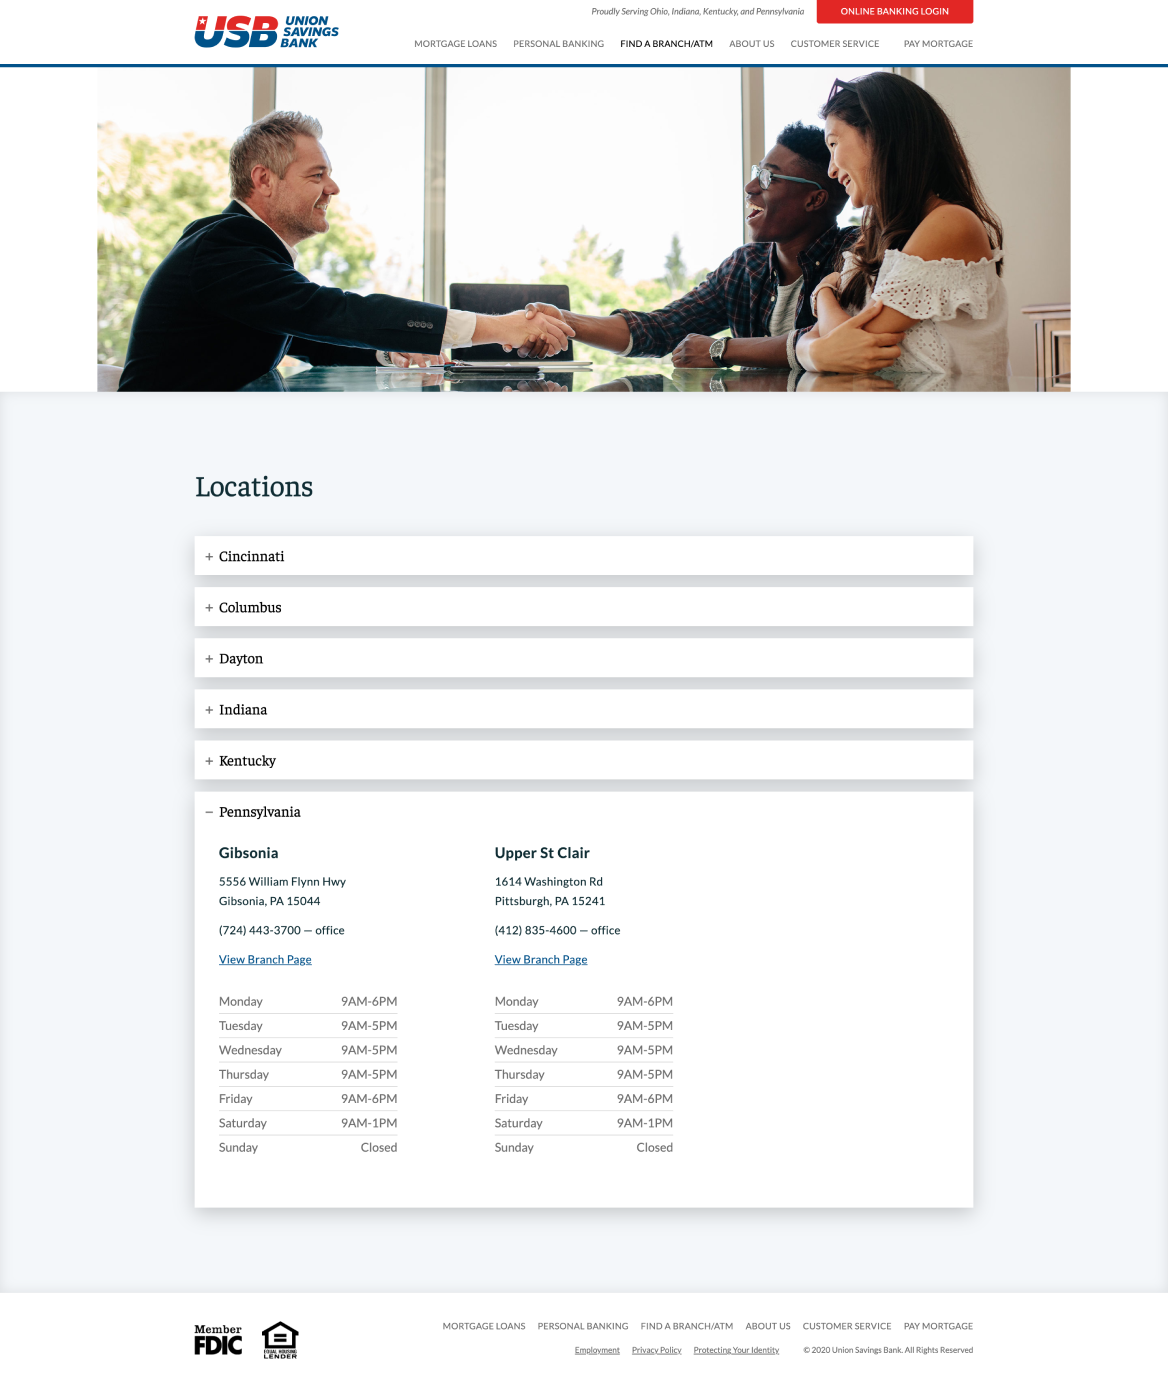 Proudly Serving Ohio, Indiana, Kentucky, and Pennsylvania
ONLINE BANKING LOGIN
USB UNION SAVINGS BANK
MORTGAGE LOANS PERSONAL BANKING FIND A BRANCH/ATM ABOUT US CUSTOMER SERVICE PAY MORTGAGE
Locations
+ Cincinnati
+ Columbus
+ Dayton
+ Indiana
+ Kentucky
− Pennsylvania
Gibsonia
5556 William Flynn Hwy
Gibsonia, PA 15044
(724) 443-3700 — office
View Branch Page
Monday 9AM-6PM
Tuesday 9AM-5PM
Wednesday 9AM-5PM
Thursday 9AM-5PM
Friday 9AM-6PM
Saturday 9AM-1PM
Sunday Closed
Upper St Clair
1614 Washington Rd
Pittsburgh, PA 15241
(412) 835-4600 — office
View Branch Page
Monday 9AM-6PM
Tuesday 9AM-5PM
Wednesday 9AM-5PM
Thursday 9AM-5PM
Friday 9AM-6PM
Saturday 9AM-1PM
Sunday Closed
Member
FDIC
EQUAL HOUSING
LENDER
MORTGAGE LOANS PERSONAL BANKING FIND A BRANCH/ATM ABOUT US CUSTOMER SERVICE PAY MORTGAGE
Employment Privacy Policy Protecting Your Identity © 2020 Union Savings Bank. All Rights Reserved